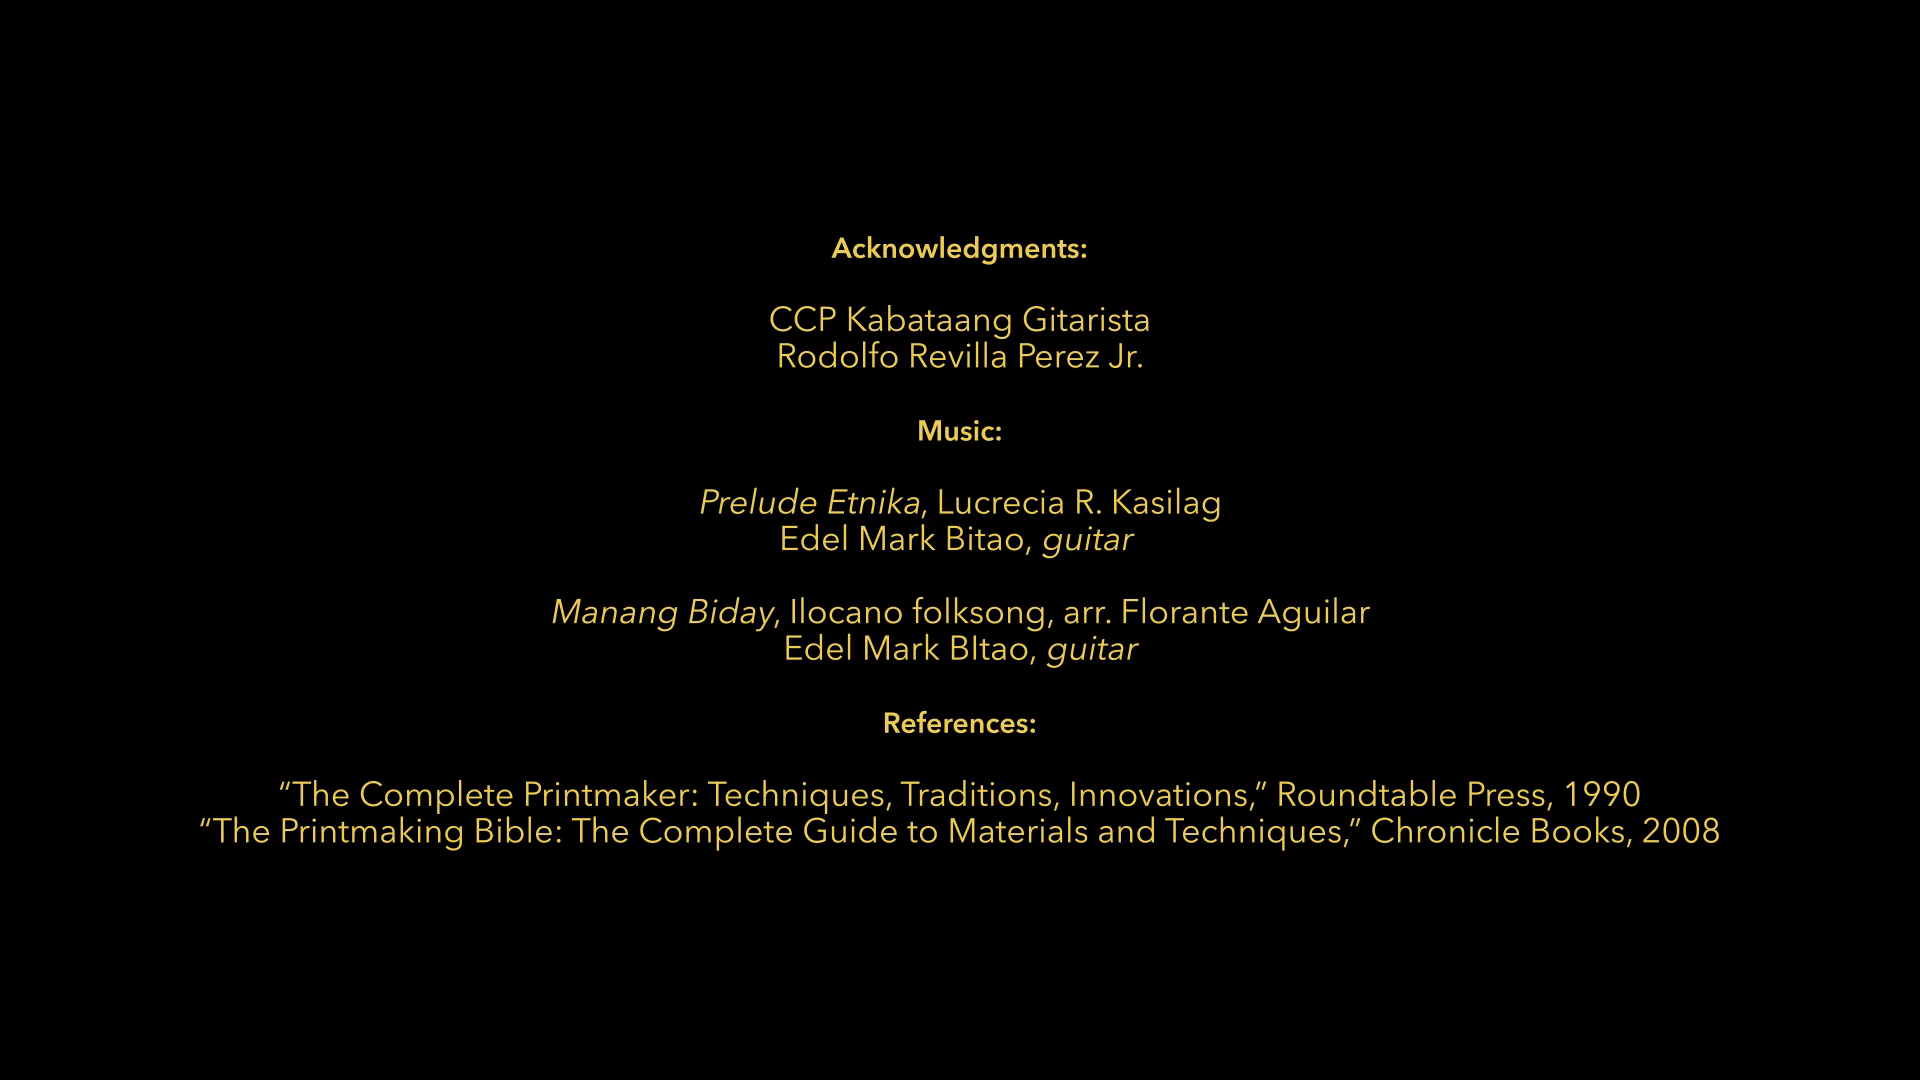 Acknowledgments:
CCP Kabataang Gitarista
Rodolfo Revilla Perez Jr.
Music:
Prelude Etnika, Lucrecia R. Kasilag
Edel Mark Bitao, guitar
Manang Biday, Ilocano folksong, arr. Florante Aguilar
Edel Mark BItao, guitar
References:
“The Complete Printmaker: Techniques, Traditions, Innovations,” Roundtable Press, 1990
“The Printmaking Bible: The Complete Guide to Materials and Techniques,” Chronicle Books, 2008